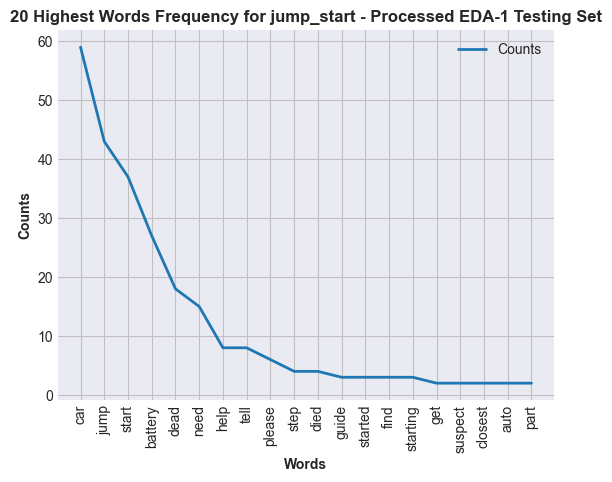 20 Highest Words Frequency for jump_start - Processed EDA-1 Testing Set
Counts
60
50
40
30
20
10
0
Counts
car
jump
start
battery
dead
need
help
tell
please
step
died
guide
started
find
starting
get
suspect
closest
auto
part
Words